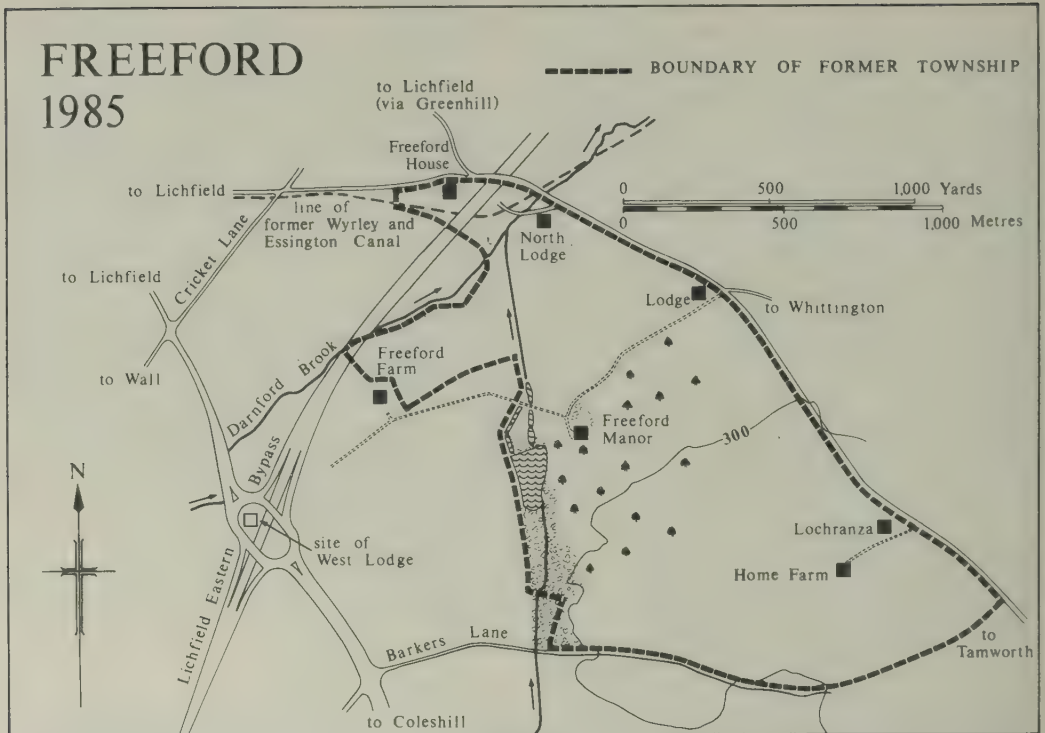 FREEFORD
1985
BOUNDARY OF FORMER TOWNSHIP
to Lichfield
(via Greenhill)
Freeford
House
to Lichfield
line of
former Wyrley and
Essington Canal
Cricket Lane
0 500 1,000 Yards
0 500 1,000 Metres
North
Lodge
to Lichfield
Lodge
to Whittington
to Wall
Darnford Brook
Freeford
Farm
Freeford
Manor
300
N
Bypass
Lichfield Eastern
site of
West Lodge
Lochranza
Home Farm
Barkers Lane
to
Tamworth
to Coleshill